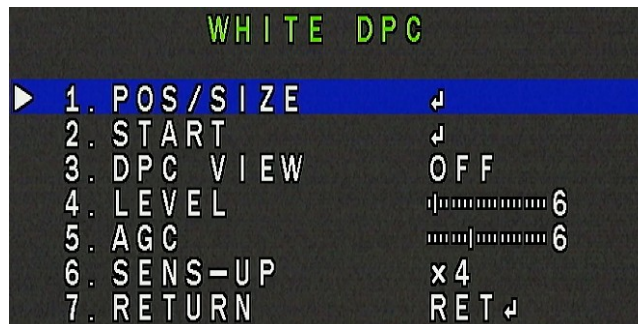 WHITE DPC
1. POS/SIZE ↲
2. START ↲
3. DPC VIEW OFF
4. LEVEL 6
5. AGC 6
6. SENS-UP ×4
7. RETURN RET↲